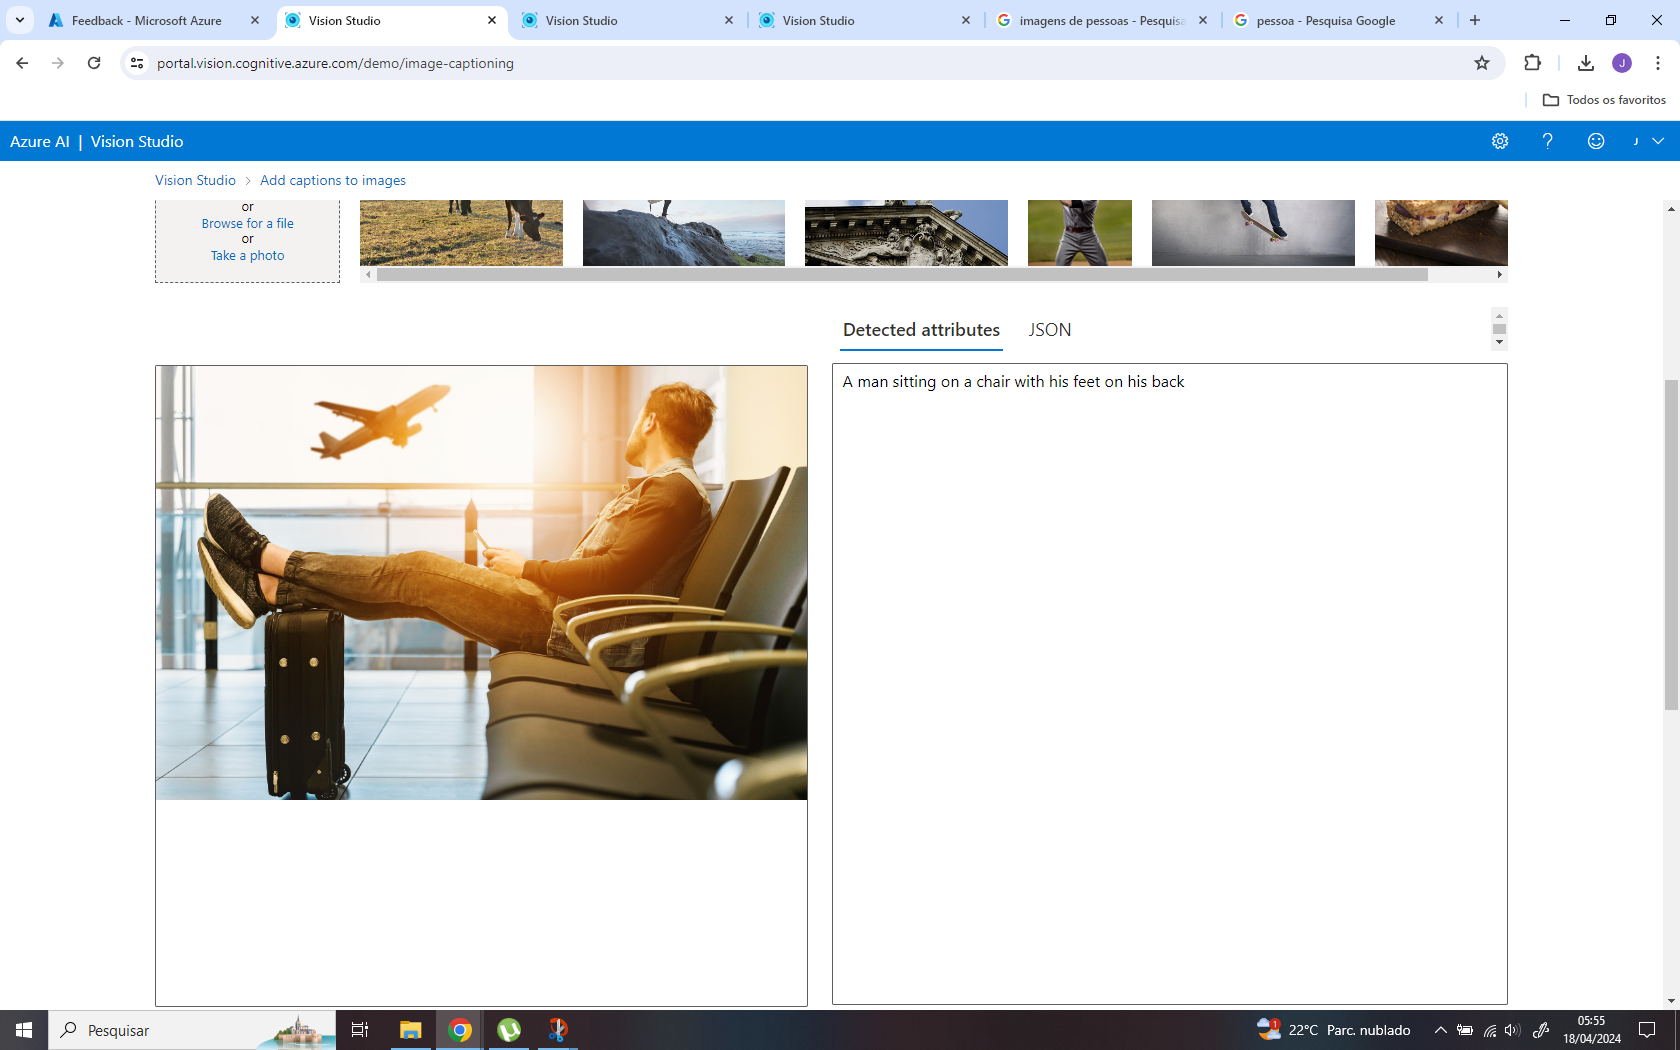 Feedback - Microsoft Azure
Vision Studio
Vision Studio
Vision Studio
imagens de pessoas - Pesquisa
pessoa - Pesquisa Google
portal.vision.cognitive.azure.com/demo/image-captioning
J
Todos os favoritos
Azure AI | Vision Studio
J
Vision Studio > Add captions to images
or
Browse for a file
or
Take a photo
Detected attributes
JSON
A man sitting on a chair with his feet on his back
Pesquisar
1
22°C Parc. nublado
05:55
18/04/2024